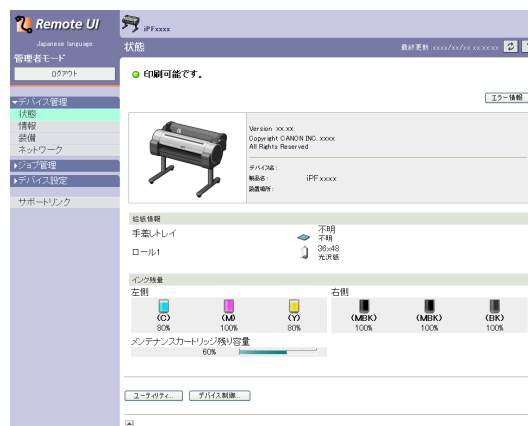 Remote UI
iPFxxxx
Japanese language
管理者モード
ログアウト
▼デバイス管理
状態
情報
装備
ネットワーク
▶ジョブ管理
▶デバイス設定
サポートリンク
状態
最終更新:xxxx/xx/xx xx:xx:xx
印刷可能です。
エラー情報
Version xx.xx
Copyright CANON INC. xxxx
All Rights Reserved
デバイス名:
製品名: iPFxxxx
設置場所:
給紙情報
手差しトレイ 不明
不明
ロール1 36x48
光沢紙
インク残量
左側 右側
(C) (M) (Y) (MBK) (MBK) (BK)
80% 100% 80% 100% 100% 100%
メンテナンスカートリッジ残り容量
60%
ユーティリティ... デバイス制御...